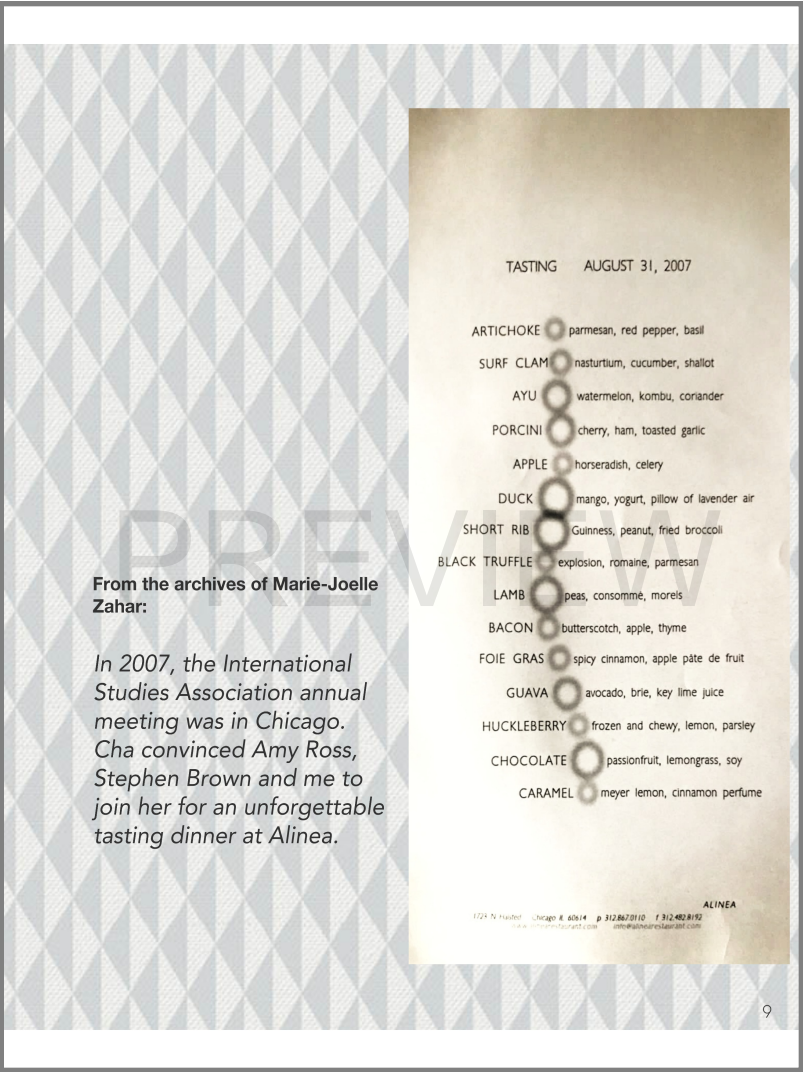 TASTING AUGUST 31, 2007
ARTICHOKE parmesan, red pepper, basil
SURF CLAM nasturtium, cucumber, shallot
AYU watermelon, kombu, coriander
PORCINI cherry, ham, toasted garlic
APPLE horseradish, celery
DUCK mango, yogurt, pillow of lavender air
SHORT RIB Guinness, peanut, fried broccoli
BLACK TRUFFLE explosion, romaine, parmesan
LAMB peas, consommé, morels
BACON butterscotch, apple, thyme
FOIE GRAS spicy cinnamon, apple pâte de fruit
GUAVA avocado, brie, key lime juice
HUCKLEBERRY frozen and chewy, lemon, parsley
CHOCOLATE passionfruit, lemongrass, soy
CARAMEL meyer lemon, cinnamon perfume
ALINEA
1723 N Halsted Chicago IL 60614 p 312.867.0110 f 312.482.8192
info@alinearestaurant.com
From the archives of Marie-Joelle
Zahar:
In 2007, the International
Studies Association annual
meeting was in Chicago.
Cha convinced Amy Ross,
Stephen Brown and me to
join her for an unforgettable
tasting dinner at Alinea.
PREVIEW
9